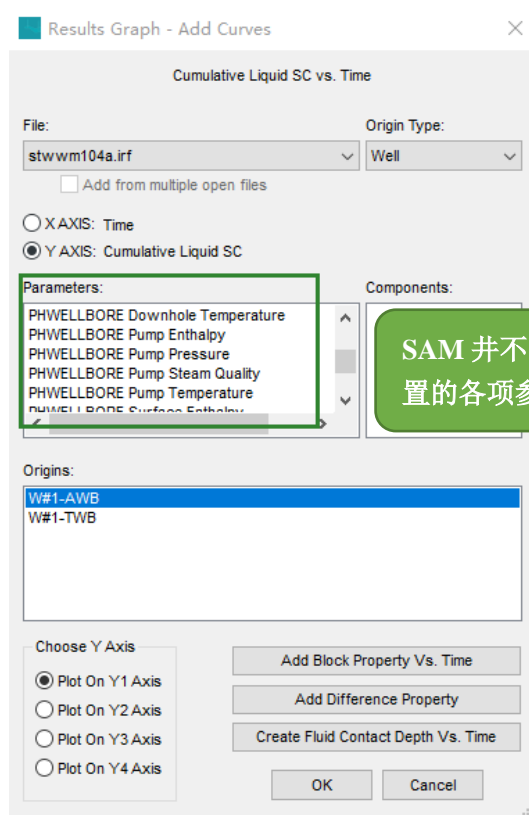 Results Graph - Add Curves
Cumulative Liquid SC vs. Time
File:
Origin Type:
stwwm104a.irf
Well
Add from multiple open files
X AXIS: Time
Y AXIS: Cumulative Liquid SC
Parameters:
Components:
PHWELLBORE Downhole Temperature
PHWELLBORE Pump Enthalpy
PHWELLBORE Pump Pressure
PHWELLBORE Pump Steam Quality
PHWELLBORE Pump Temperature
PHWELLBORE Surface Enthalpy
SAM 井不
置的各项参
Origins:
W#1-AWB
W#1-TWB
Choose Y Axis
Plot On Y1 Axis
Plot On Y2 Axis
Plot On Y3 Axis
Plot On Y4 Axis
Add Block Property Vs. Time
Add Difference Property
Create Fluid Contact Depth Vs. Time
OK
Cancel